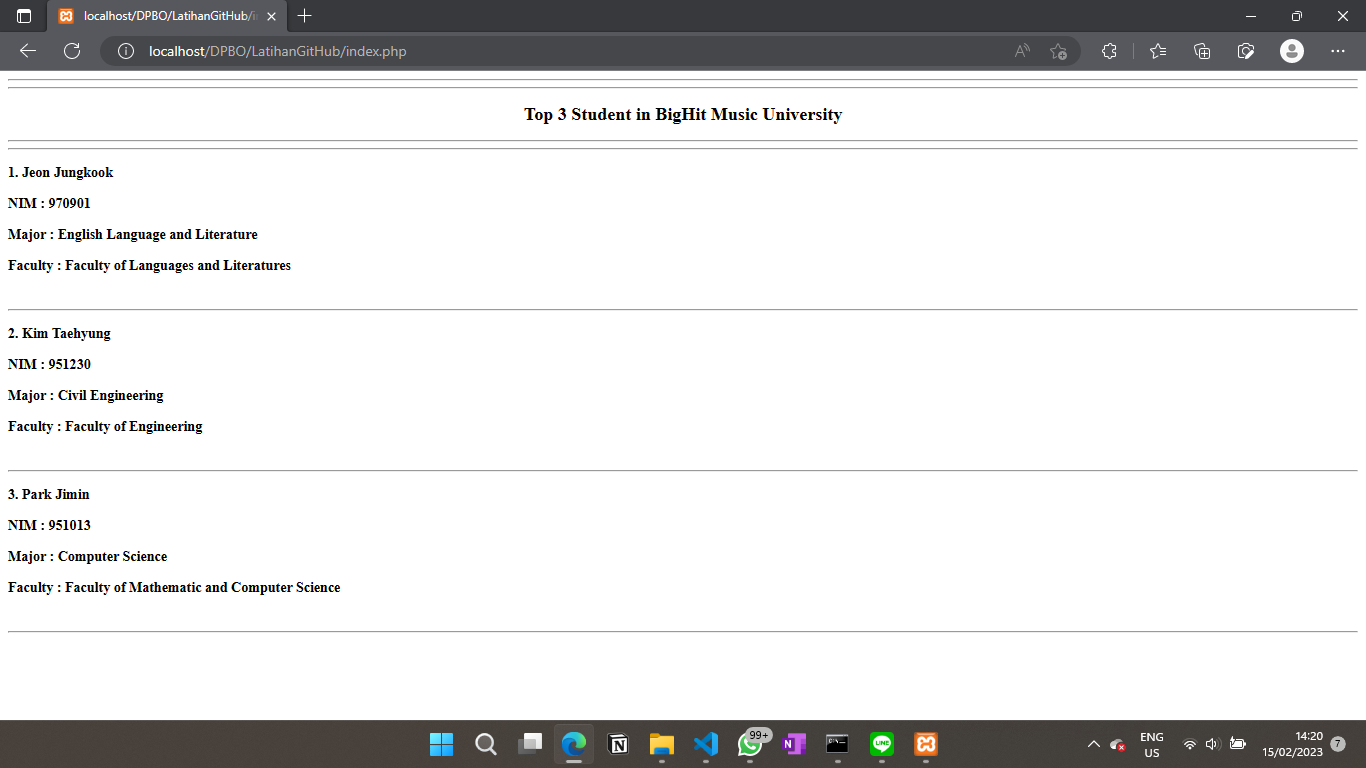 localhost/DPBO/LatihanGitHub/i
localhost/DPBO/LatihanGitHub/index.php
Top 3 Student in BigHit Music University
1. Jeon Jungkook
NIM : 970901
Major : English Language and Literature
Faculty : Faculty of Languages and Literatures
2. Kim Taehyung
NIM : 951230
Major : Civil Engineering
Faculty : Faculty of Engineering
3. Park Jimin
NIM : 951013
Major : Computer Science
Faculty : Faculty of Mathematic and Computer Science
99+
N
N
LINE
ENG
US
14:20
15/02/2023
7